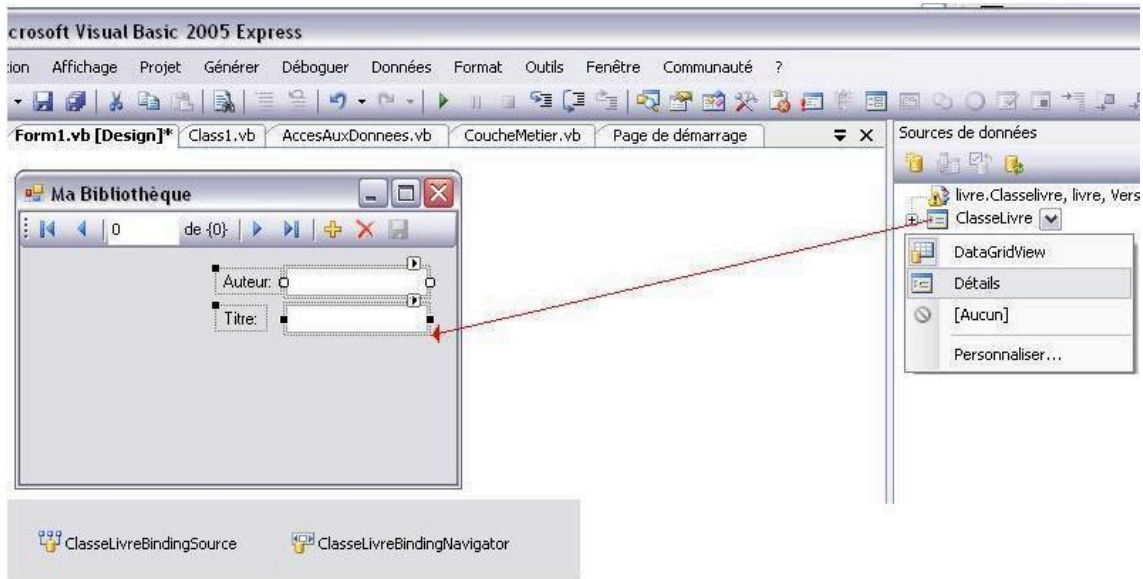 crosoft Visual Basic 2005 Express
ion Affichage Projet Générer Déboguer Données Format Outils Fenêtre Communauté ?
Form1.vb [Design]* Class1.vb AccesAuxDonnees.vb CoucheMetier.vb Page de démarrage
Sources de données
Ma Bibliothèque
livre.Classelivre, livre, Vers
ClasseLivre
0 de {0}
DataGridView
Auteur:
Détails
Titre:
[Aucun]
Personnaliser...
ClasseLivreBindingSource ClasseLivreBindingNavigator